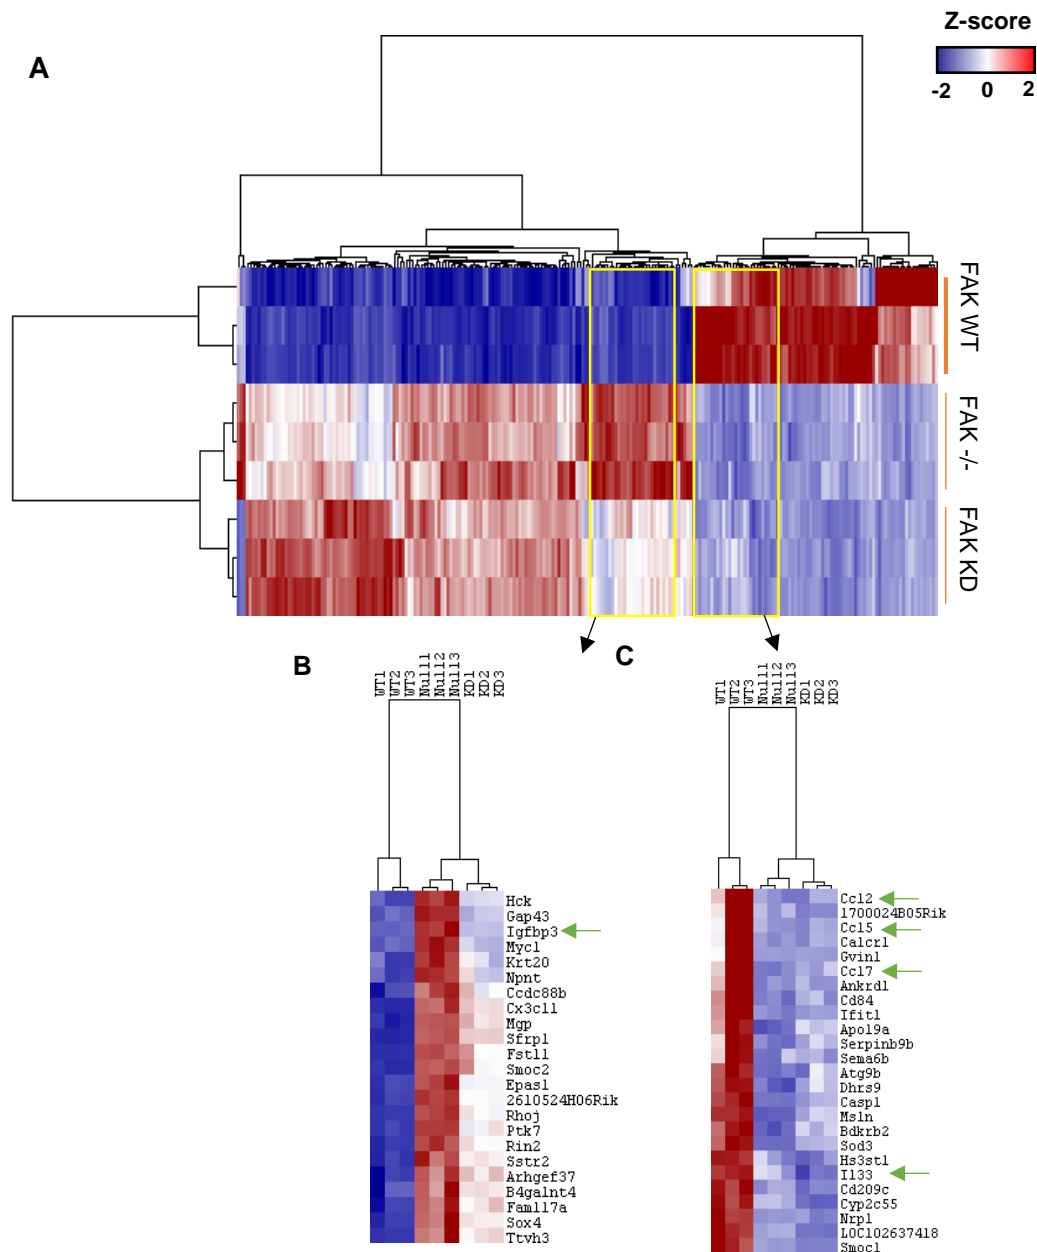 Z-score
A
-2 0 2
FAK WT
FAK -/-
FAK KD
B
WT1
WT2
WT3
Null1
Null2
Null3
KD1
KD2
KD3
Hck
Gap43
Igfbp3
Mycl
Krt20
Npnt
Ccdc88b
Cx3cl1
Mgp
Sfrp1
Fstl1
Smoc2
Epas1
2610524H06Rik
Rhoj
Ptk7
Rin2
Sstr2
Arhgef37
B4galnt4
Fam117a
Sox4
Ttyh3
C
WT1
WT2
WT3
Null1
Null2
Null3
KD1
KD2
KD3
Ccl2
1700024B05Rik
Ccl5
Calcrl
Gvin1
Ccl7
Ankrd1
Cd84
Ifit1
Apol9a
Serpinb9b
Sema6b
Atg9b
Dhrs9
Casp1
Msln
Bdkrb2
Sod3
Hs3st1
Il33
Cd209c
Cyp2c55
Nrp1
LOC102637418
Smoc1